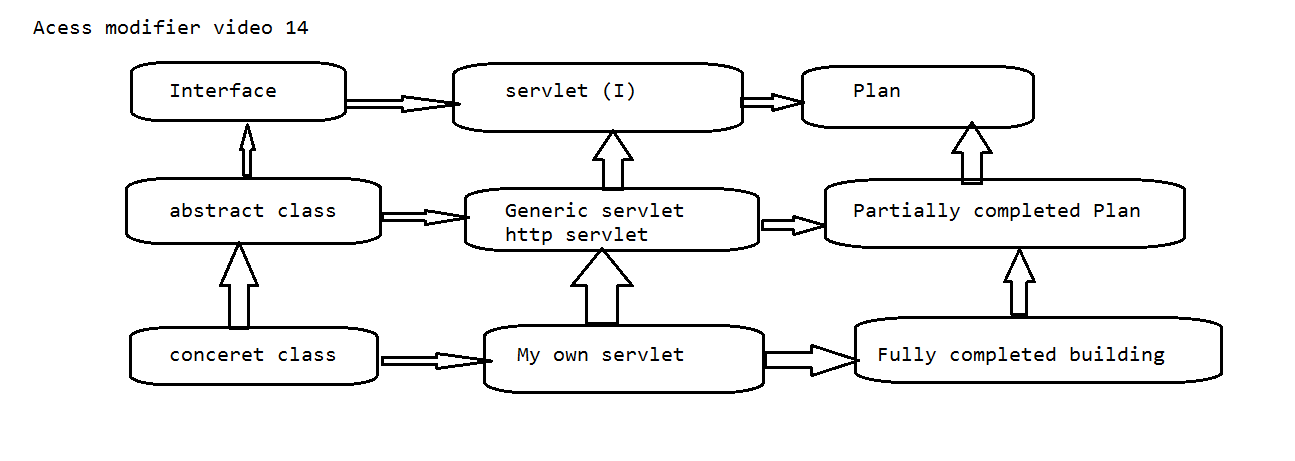 Acess modifier video 14
Interface
servlet (I)
Plan
abstract class
Generic servlet
http servlet
Partially completed Plan
conceret class
My own servlet
Fully completed building